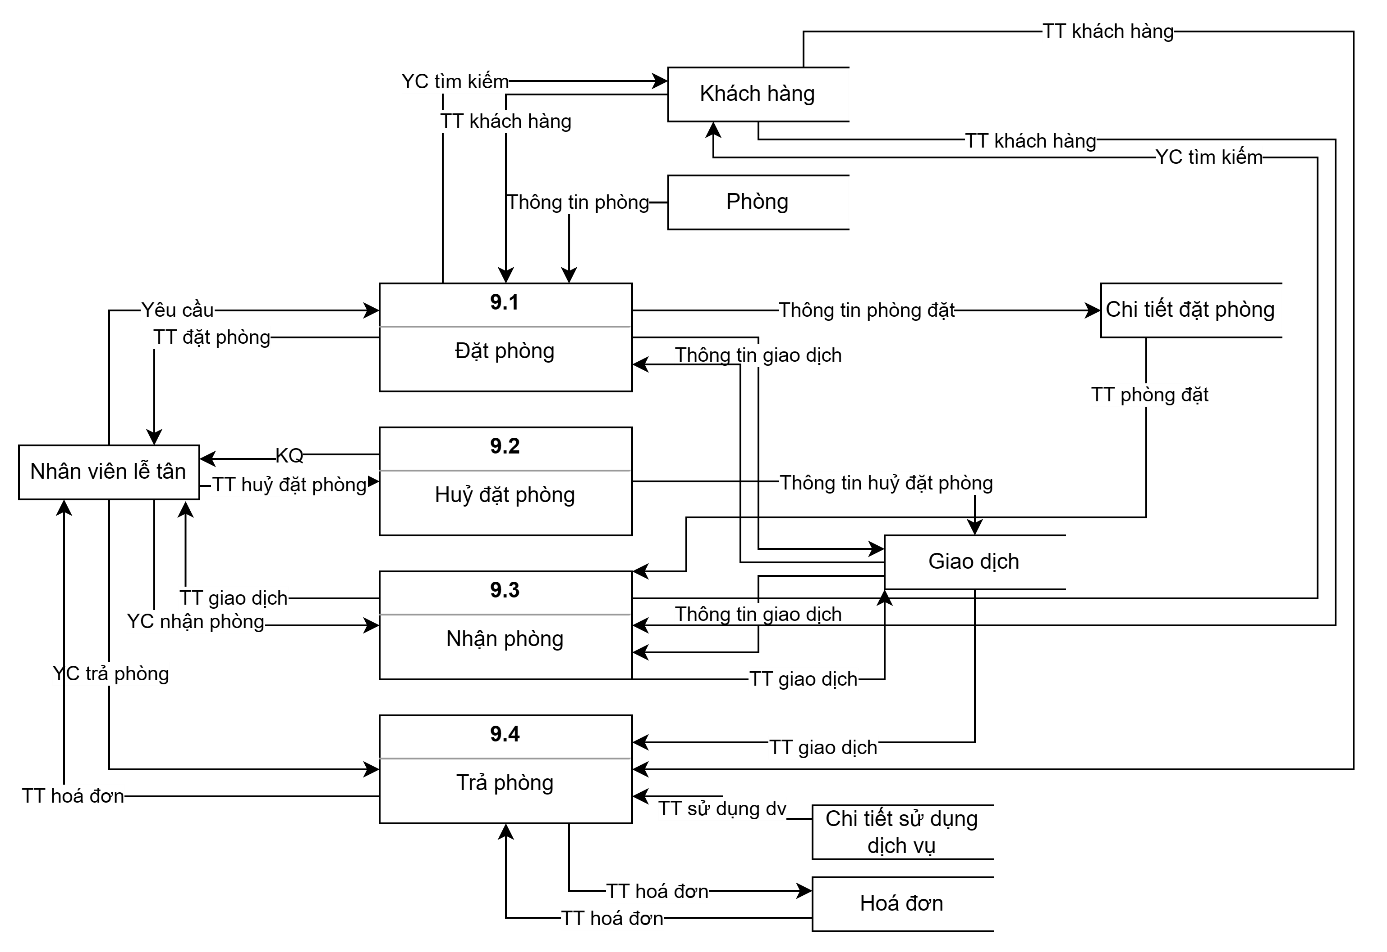 TT khách hàng
YC tìm kiếm
Khách hàng
TT khách hàng
TT khách hàng
YC tìm kiếm
Thông tin phòng
Phòng
9.1
Yêu cầu
Thông tin phòng đặt
Chi tiết đặt phòng
TT đặt phòng
Đặt phòng
Thông tin giao dịch
TT phòng đặt
9.2
KQ
Nhân viên lễ tân
TT huỷ đặt phòng
Huỷ đặt phòng
Thông tin huỷ đặt phòng
Giao dịch
9.3
TT giao dịch
YC nhận phòng
Nhận phòng
Thông tin giao dịch
YC trả phòng
TT giao dịch
9.4
TT giao dịch
Trả phòng
TT hoá đơn
TT sử dụng dv
Chi tiết sử dụng
dịch vụ
TT hoá đơn
Hoá đơn
TT hoá đơn